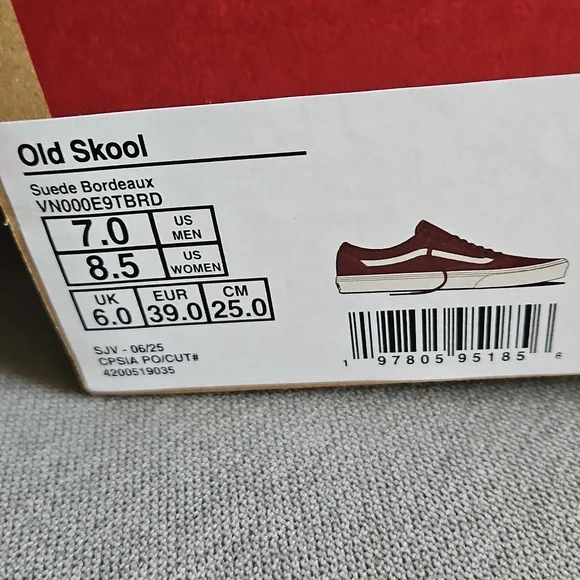 Old Skool
Suede Bordeaux
VN000E9TBRD
7.0 US MEN
8.5 US WOMEN
UK 6.0 EUR 39.0 CM 25.0
SJV - 06/25
CPSIA PO/CUT#
4200519035
1 97805 95185 6